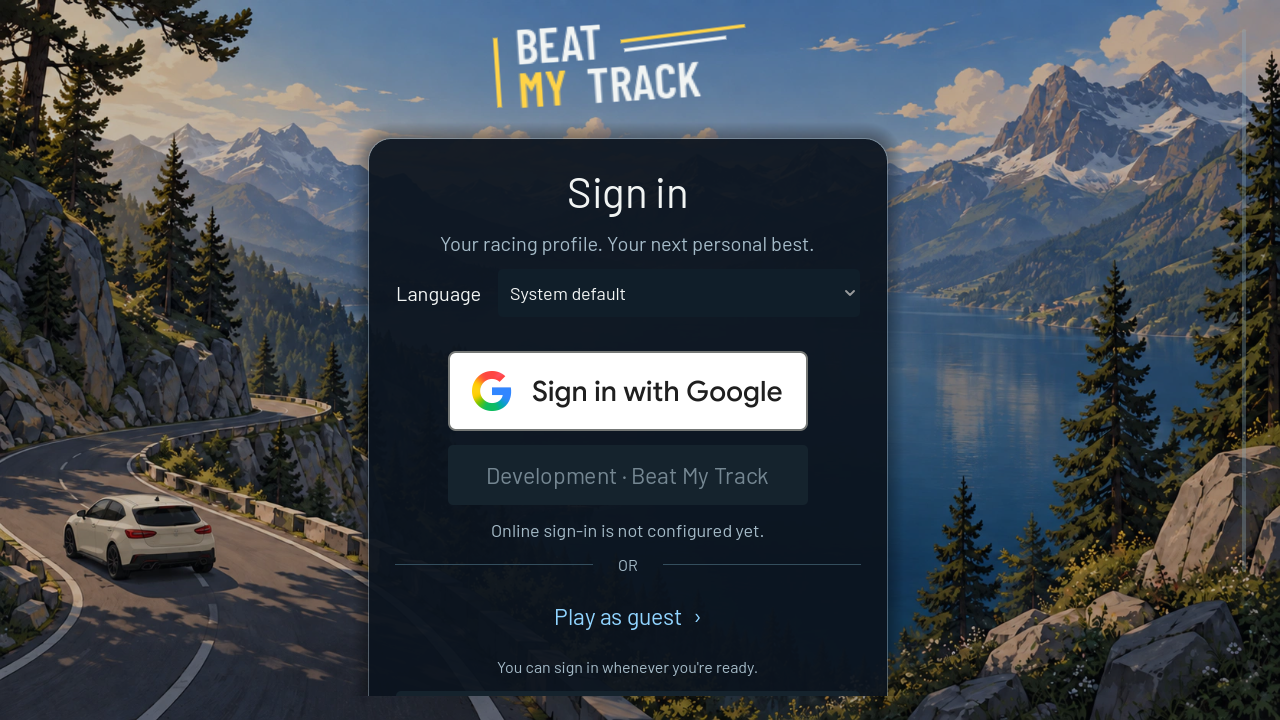 BEAT
MY TRACK
Sign in
Your racing profile. Your next personal best.
Language System default
Sign in with Google
Development · Beat My Track
Online sign-in is not configured yet.
OR
Play as guest ›
You can sign in whenever you're ready.